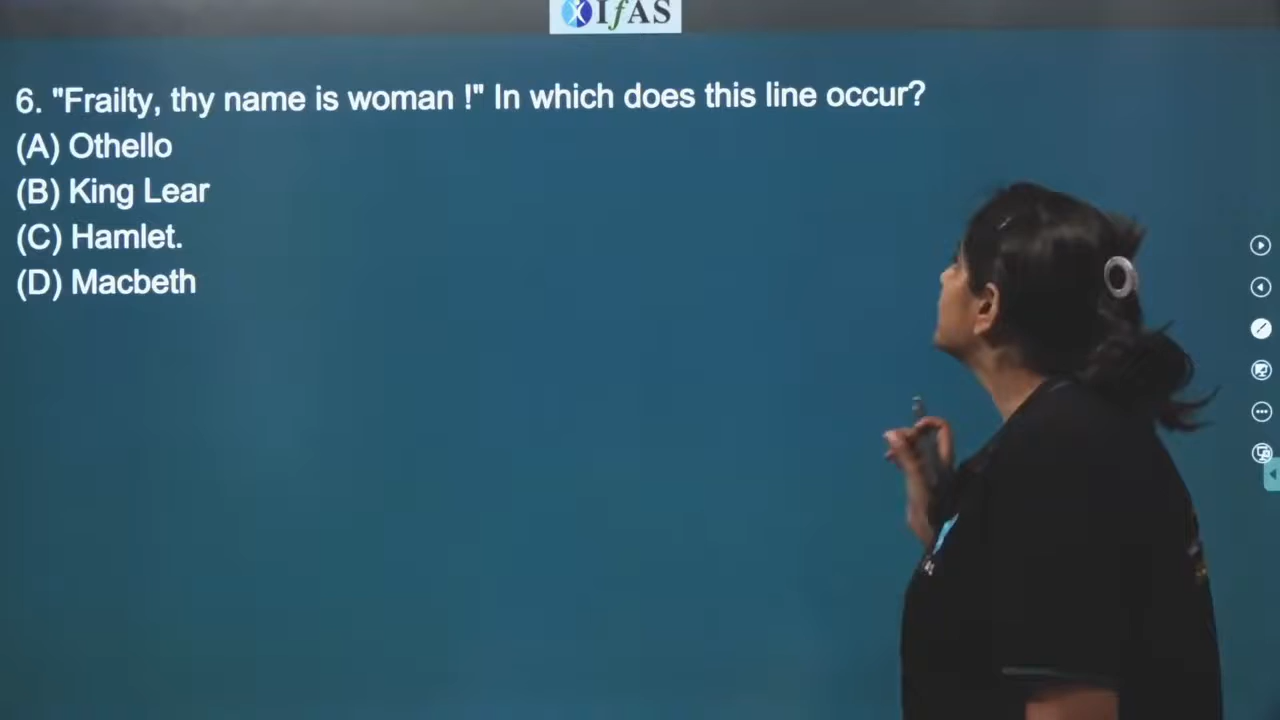 IfAS
6. "Frailty, thy name is woman !" In which does this line occur?
(A) Othello
(B) King Lear
(C) Hamlet.
(D) Macbeth